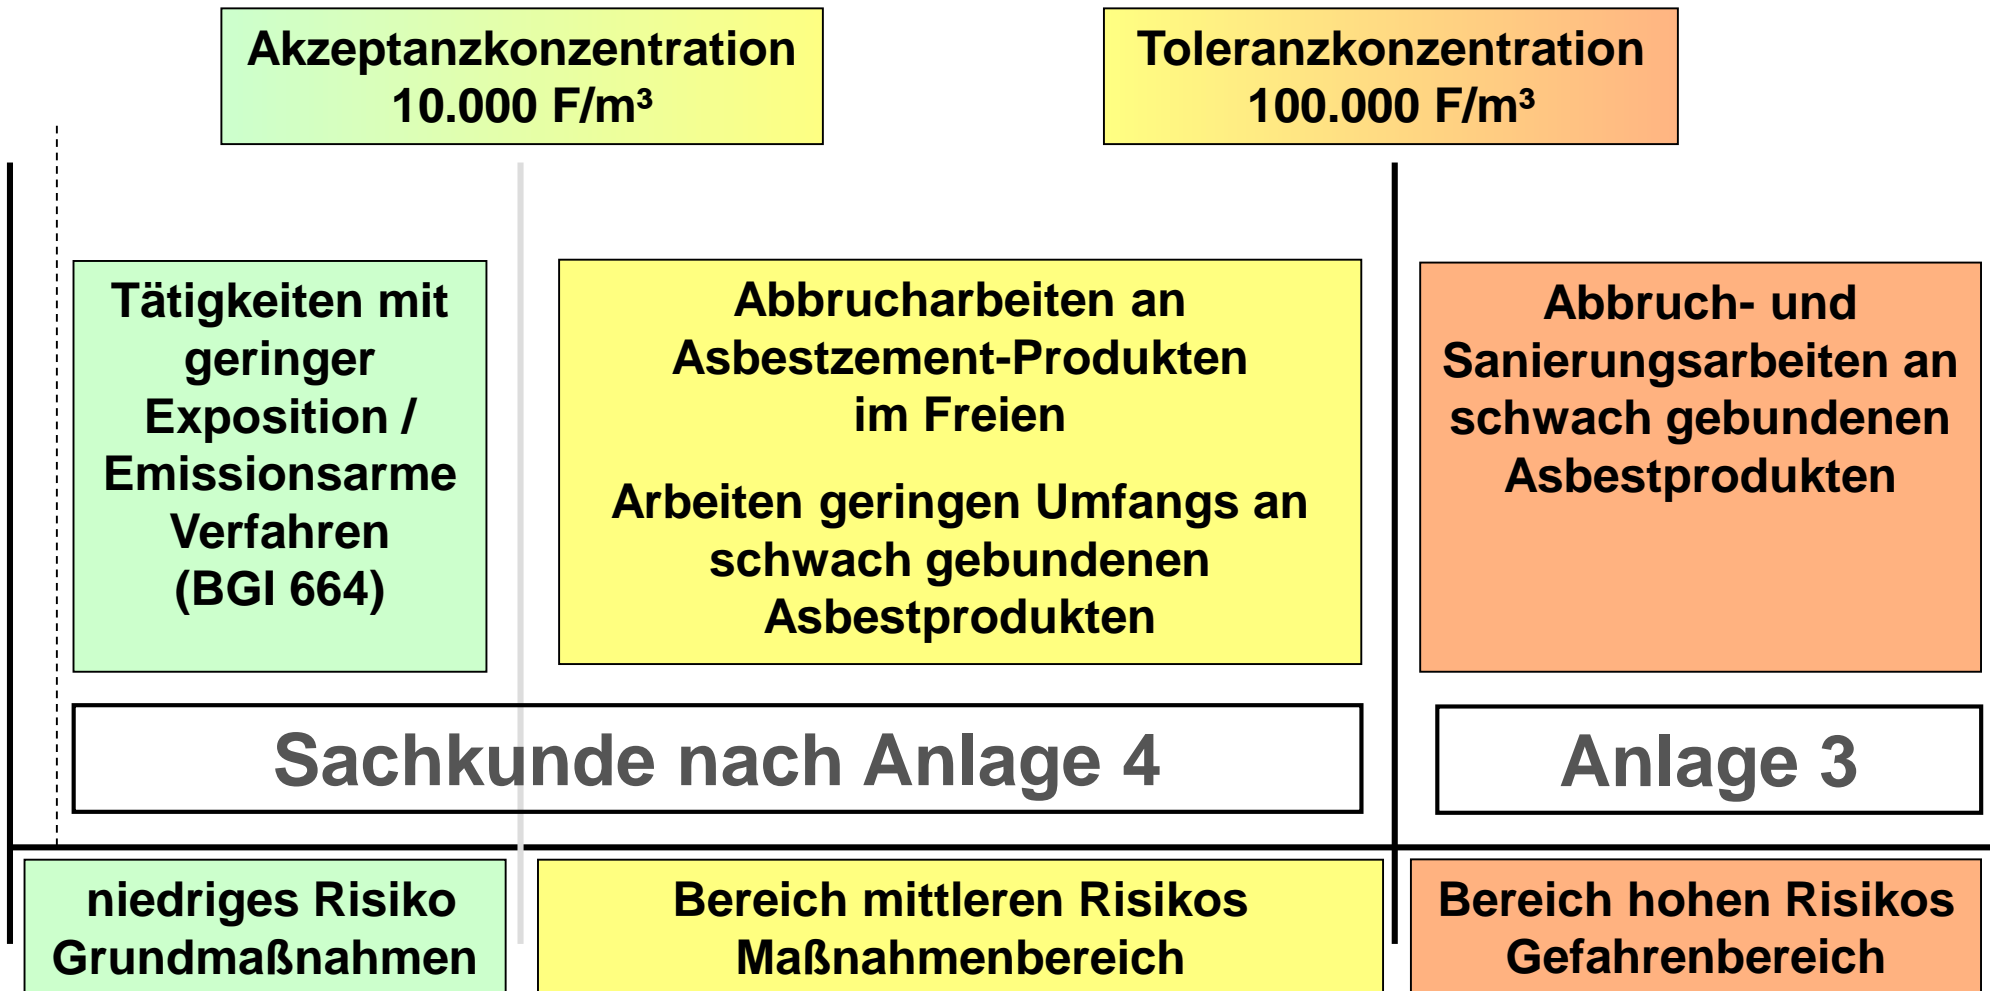 Akzeptanzkonzentration
10.000 F/m³
Toleranzkonzentration
100.000 F/m³
Tätigkeiten mit
geringer
Exposition /
Emissionsarme
Verfahren
(BGI 664)
Abbrucharbeiten an
Asbestzement-Produkten
im Freien
Arbeiten geringen Umfangs an
schwach gebundenen
Asbestprodukten
Abbruch- und
Sanierungsarbeiten an
schwach gebundenen
Asbestprodukten
Sachkunde nach Anlage 4
Anlage 3
niedriges Risiko
Grundmaßnahmen
Bereich mittleren Risikos
Maßnahmenbereich
Bereich hohen Risikos
Gefahrenbereich